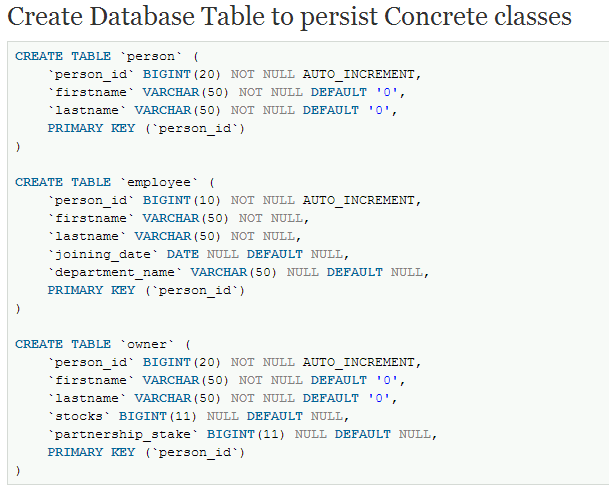 Create Database Table to persist Concrete classes
CREATE TABLE `person` (
    `person_id` BIGINT(20) NOT NULL AUTO_INCREMENT,
    `firstname` VARCHAR(50) NOT NULL DEFAULT '0',
    `lastname` VARCHAR(50) NOT NULL DEFAULT '0',
    PRIMARY KEY (`person_id`)
)
CREATE TABLE `employee` (
    `person_id` BIGINT(10) NOT NULL AUTO_INCREMENT,
    `firstname` VARCHAR(50) NOT NULL,
    `lastname` VARCHAR(50) NOT NULL,
    `joining_date` DATE NULL DEFAULT NULL,
    `department_name` VARCHAR(50) NULL DEFAULT NULL,
    PRIMARY KEY (`person_id`)
)
CREATE TABLE `owner` (
    `person_id` BIGINT(20) NOT NULL AUTO_INCREMENT,
    `firstname` VARCHAR(50) NOT NULL DEFAULT '0',
    `lastname` VARCHAR(50) NOT NULL DEFAULT '0',
    `stocks` BIGINT(11) NULL DEFAULT NULL,
    `partnership_stake` BIGINT(11) NULL DEFAULT NULL,
    PRIMARY KEY (`person_id`)
)